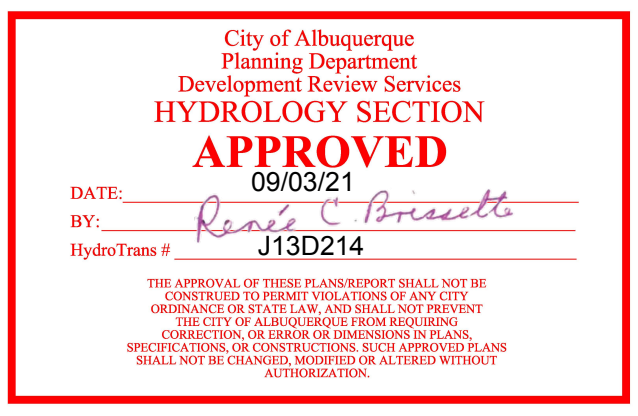 City of Albuquerque
Planning Department
Development Review Services
HYDROLOGY SECTION
APPROVED
DATE: 09/03/21
BY: Renée C. Brissette
HydroTrans # J13D214
THE APPROVAL OF THESE PLANS/REPORT SHALL NOT BE
CONSTRUED TO PERMIT VIOLATIONS OF ANY CITY
ORDINANCE OR STATE LAW, AND SHALL NOT PREVENT
THE CITY OF ALBUQUERQUE FROM REQUIRING
CORRECTION, OR ERROR OR DIMENSIONS IN PLANS,
SPECIFICATIONS, OR CONSTRUCTIONS. SUCH APPROVED PLANS
SHALL NOT BE CHANGED, MODIFIED OR ALTERED WITHOUT
AUTHORIZATION.